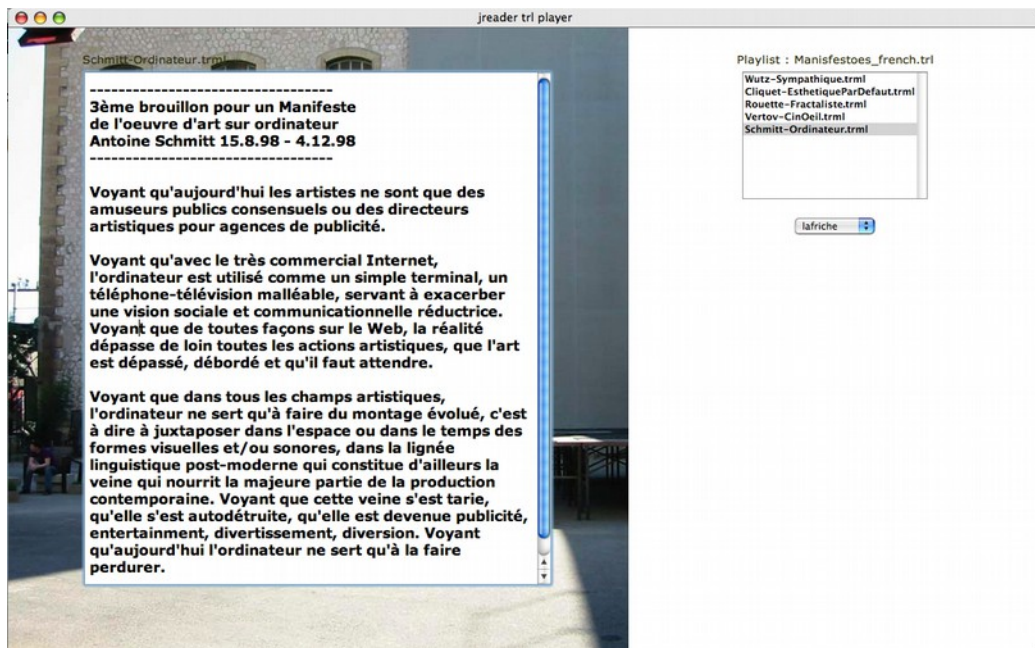 jreader trl player
Schmitt-Ordinateur.trml
----------------------------------
3ème brouillon pour un Manifeste
de l'oeuvre d'art sur ordinateur
Antoine Schmitt 15.8.98 - 4.12.98
----------------------------------
Voyant qu'aujourd'hui les artistes ne sont que des
amuseurs publics consensuels ou des directeurs
artistiques pour agences de publicité.
Voyant qu'avec le très commercial Internet,
l'ordinateur est utilisé comme un simple terminal, un
téléphone-télévision malléable, servant à exacerber
une vision sociale et communicationnelle réductrice.
Voyant que de toutes façons sur le Web, la réalité
dépasse de loin toutes les actions artistiques, que l'art
est dépassé, débordé et qu'il faut attendre.
Voyant que dans tous les champs artistiques,
l'ordinateur ne sert qu'à faire du montage évolué, c'est
à dire à juxtaposer dans l'espace ou dans le temps des
formes visuelles et/ou sonores, dans la lignée
linguistique post-moderne qui constitue d'ailleurs la
veine qui nourrit la majeure partie de la production
contemporaine. Voyant que cette veine s'est tarie,
qu'elle s'est autodétruite, qu'elle est devenue publicité,
entertainment, divertissement, diversion. Voyant
qu'aujourd'hui l'ordinateur ne sert qu'à la faire
perdurer.
Playlist : Manisfestoes_french.trl
Wutz-Sympathique.trml
Cliquet-EsthetiqueParDefaut.trml
Rouette-Fractaliste.trml
Vertov-CinOeil.trml
Schmitt-Ordinateur.trml
lafriche